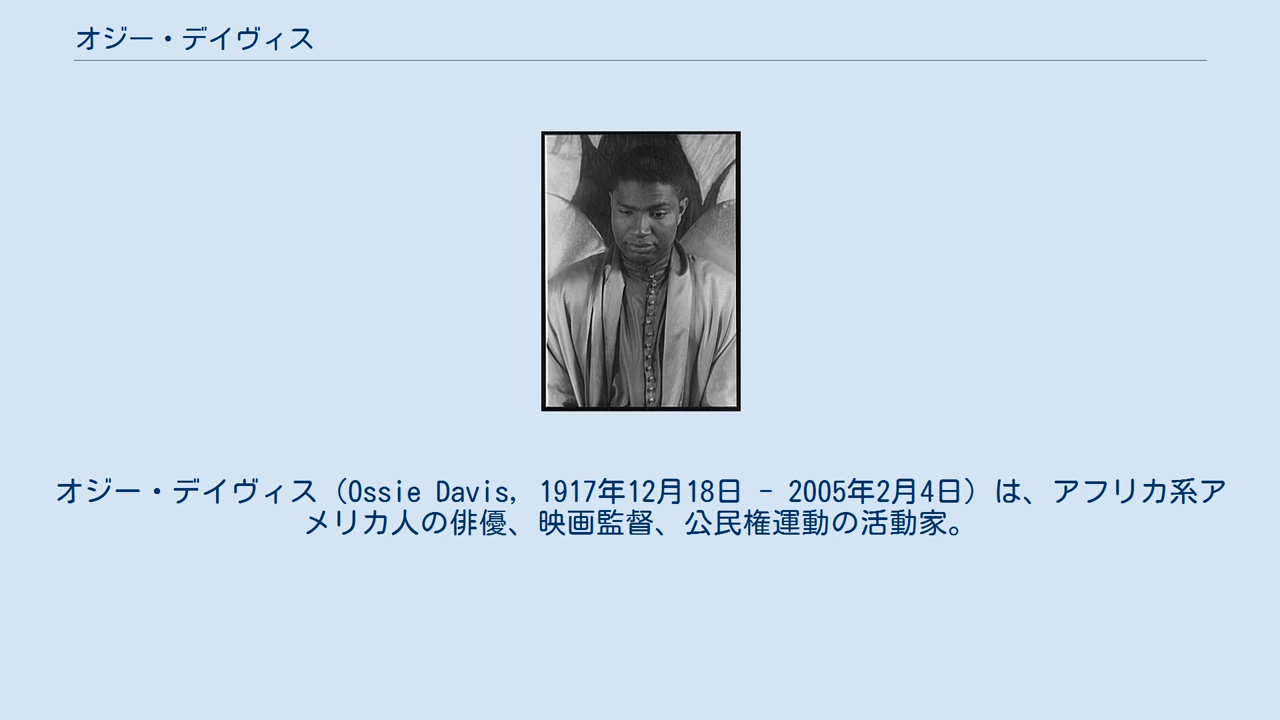 オジー・デイヴィス
オジー・デイヴィス（Ossie Davis, 1917年12月18日 - 2005年2月4日）は、アフリカ系ア
メリカ人の俳優、映画監督、公民権運動の活動家。